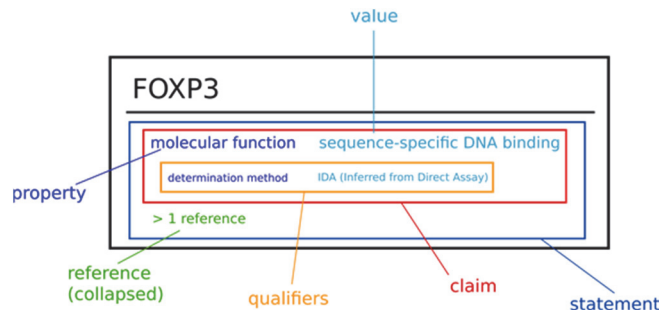 value
FOXP3
molecular function sequence-specific DNA binding
determination method IDA (Inferred from Direct Assay)
property
> 1 reference
reference
(collapsed)
qualifiers
claim
statement